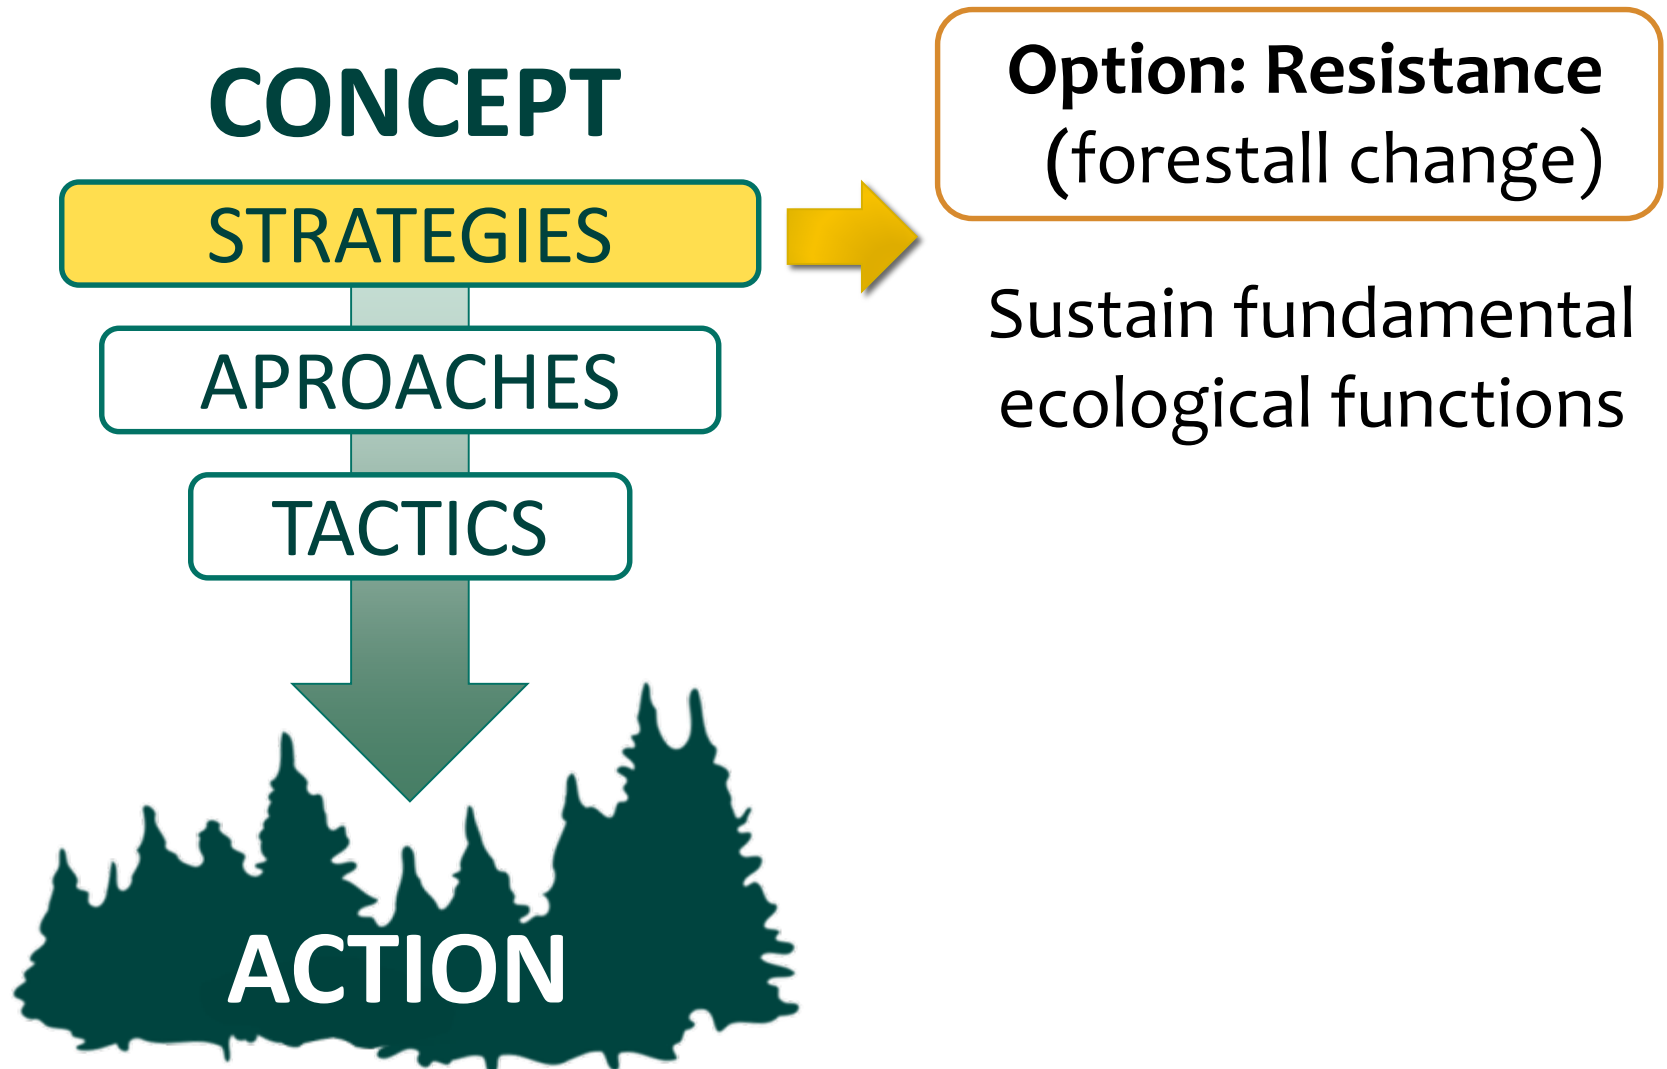 CONCEPT
STRATEGIES
APROACHES
TACTICS
ACTION
Option: Resistance
(forestall change)
Sustain fundamental
ecological functions